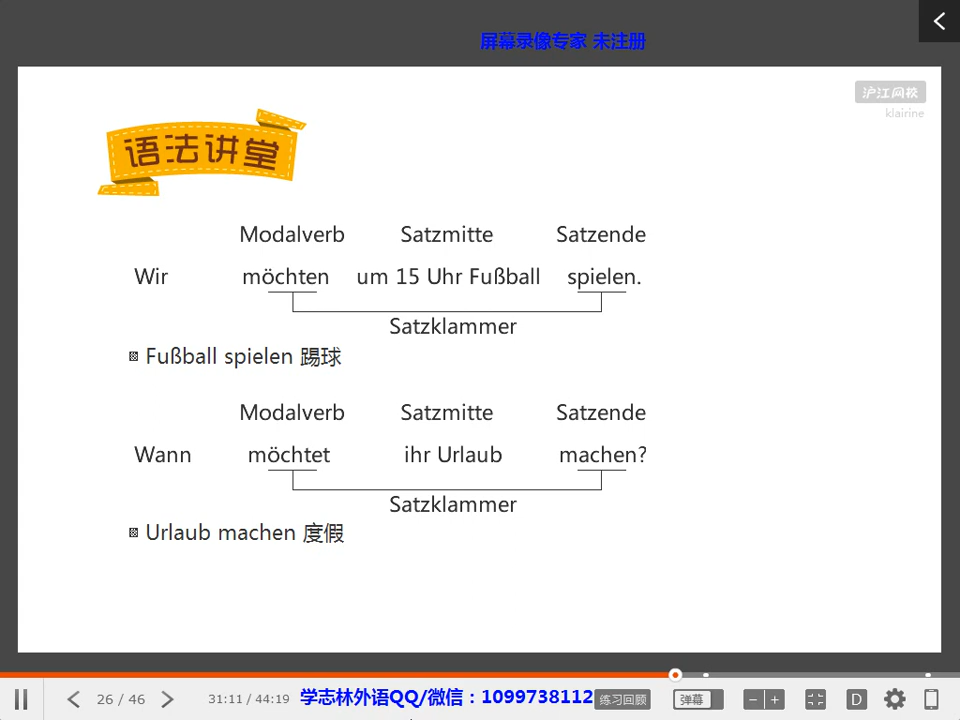 屏幕录像专家 未注册
沪江网校
klairine
语法讲堂
Modalverb Satzmitte Satzende
Wir möchten um 15 Uhr Fußball spielen.
Satzklammer
Fußball spielen 踢球
Modalverb Satzmitte Satzende
Wann möchtet ihr Urlaub machen?
Satzklammer
Urlaub machen 度假
26 / 46 31:11 / 44:19 学志林外语QQ/微信：1099738112 练习回顾 弹幕 D